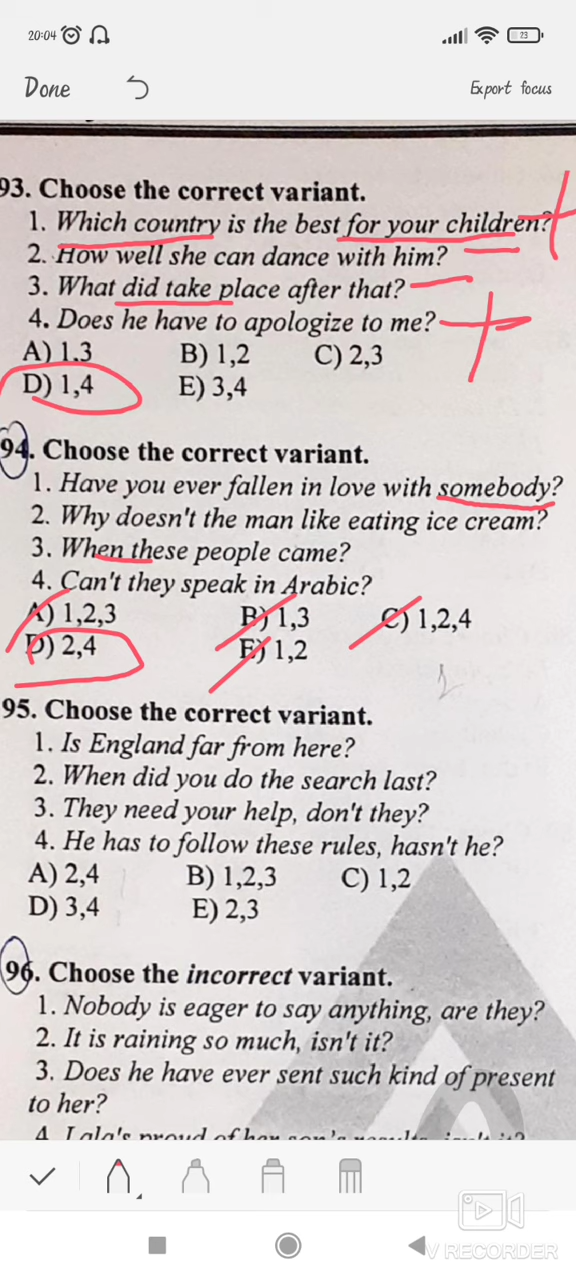 20:04
23
Done
Export focus
93. Choose the correct variant.
1. Which country is the best for your children?
2. How well she can dance with him?
3. What did take place after that?
4. Does he have to apologize to me?
A) 1,3 B) 1,2 C) 2,3
D) 1,4 E) 3,4
94. Choose the correct variant.
1. Have you ever fallen in love with somebody?
2. Why doesn't the man like eating ice cream?
3. When these people came?
4. Can't they speak in Arabic?
A) 1,2,3 B) 1,3 C) 1,2,4
D) 2,4 E) 1,2
95. Choose the correct variant.
1. Is England far from here?
2. When did you do the search last?
3. They need your help, don't they?
4. He has to follow these rules, hasn't he?
A) 2,4 B) 1,2,3 C) 1,2
D) 3,4 E) 2,3
96. Choose the incorrect variant.
1. Nobody is eager to say anything, are they?
2. It is raining so much, isn't it?
3. Does he have ever sent such kind of present
to her?
4. Lala's proud of her son's results, isn't it?
V RECORDER